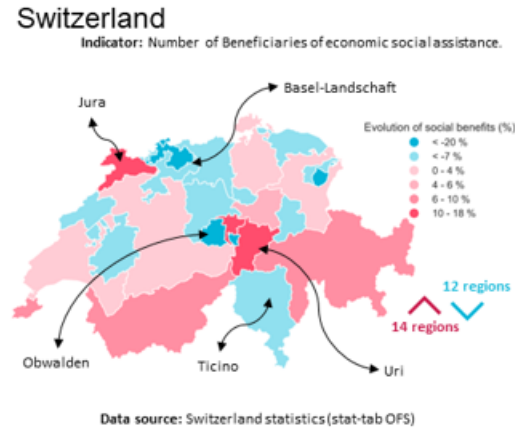 Switzerland
Indicator: Number of Beneficiaries of economic social assistance.
Jura
Basel-Landschaft
Evolution of social benefits (%)
< -20 %
< -7 %
0 - 4 %
4 - 6 %
6 - 10 %
10 - 18 %
12 regions
14 regions
Obwalden
Ticino
Uri
Data source: Switzerland statistics (stat-tab OFS)